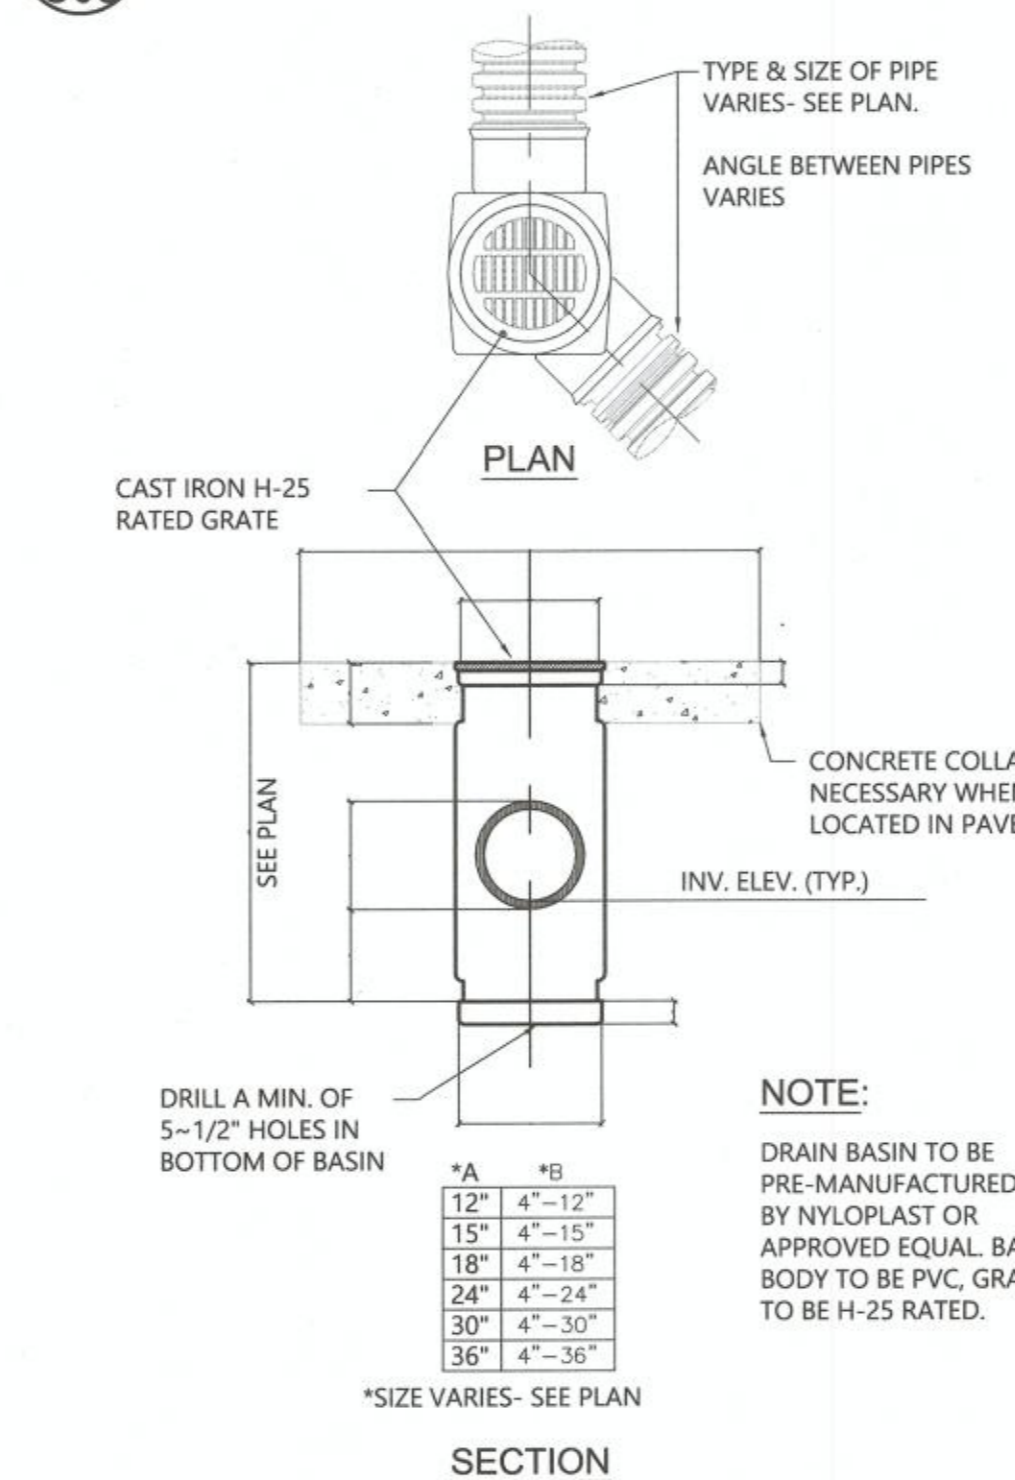 TYPE & SIZE OF PIPE
VARIES- SEE PLAN.
ANGLE BETWEEN PIPES
VARIES
PLAN
CAST IRON H-25
RATED GRATE
SEE PLAN
CONCRETE COLLA
NECESSARY WHE
LOCATED IN PAVE
INV. ELEV. (TYP.)
DRILL A MIN. OF
5~1/2" HOLES IN
BOTTOM OF BASIN
*A *B
12" 4"-12"
15" 4"-15"
18" 4"-18"
24" 4"-24"
30" 4"-30"
36" 4"-36"
*SIZE VARIES- SEE PLAN
SECTION
NOTE:
DRAIN BASIN TO BE
PRE-MANUFACTURED
BY NYLOPLAST OR
APPROVED EQUAL. BA
BODY TO BE PVC, GRA
TO BE H-25 RATED.